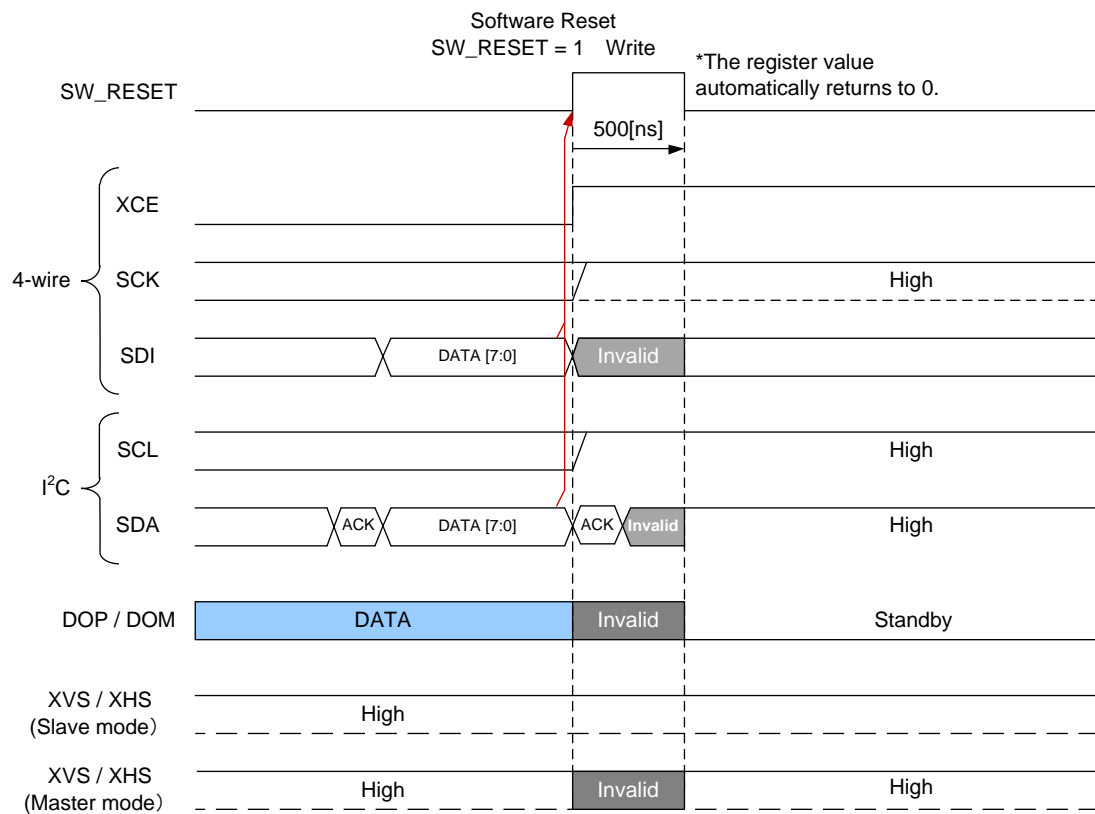 Software Reset
SW_RESET = 1 Write
*The register value
automatically returns to 0.
SW_RESET
500[ns]
XCE
4-wire
SCK
High
SDI
DATA [7:0]
Invalid
SCL
High
I²C
SDA
ACK
DATA [7:0]
ACK
Invalid
High
DOP / DOM
DATA
Invalid
Standby
XVS / XHS
(Slave mode）
High
XVS / XHS
(Master mode）
High
Invalid
High